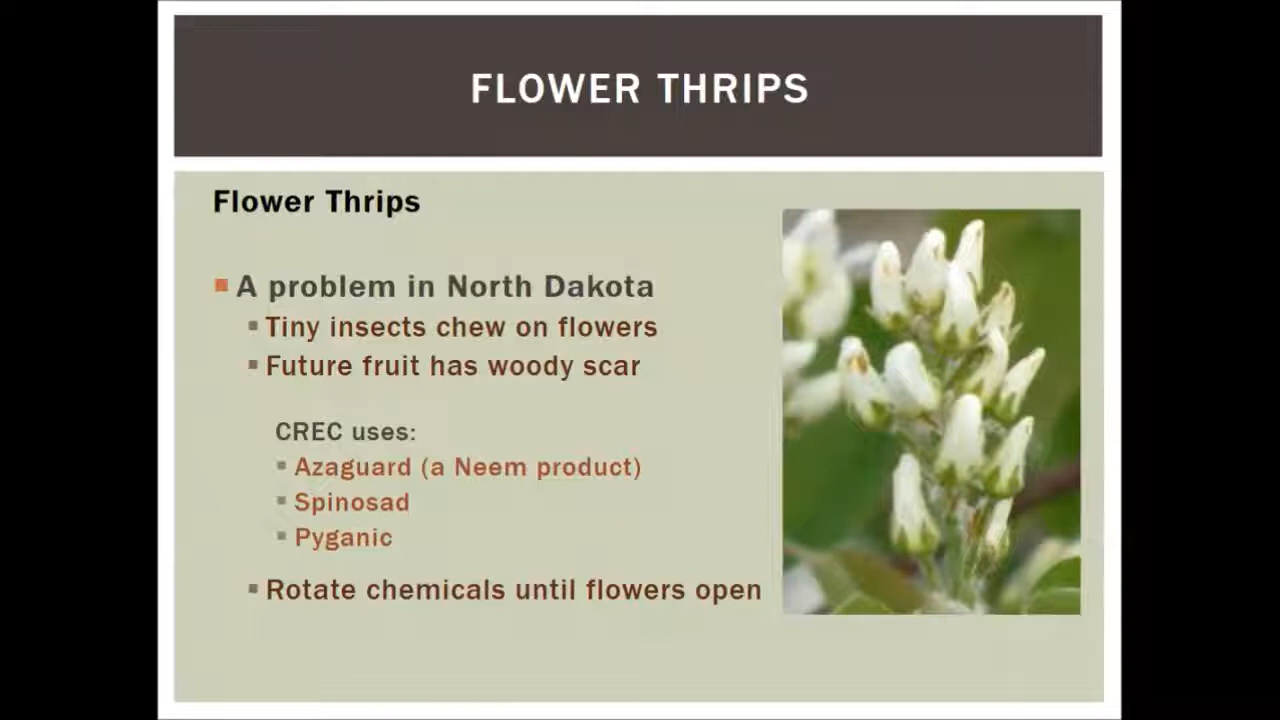 FLOWER THRIPS
Flower Thrips
A problem in North Dakota
Tiny insects chew on flowers
Future fruit has woody scar
CREC uses:
Azaguard (a Neem product)
Spinosad
Pyganic
Rotate chemicals until flowers open